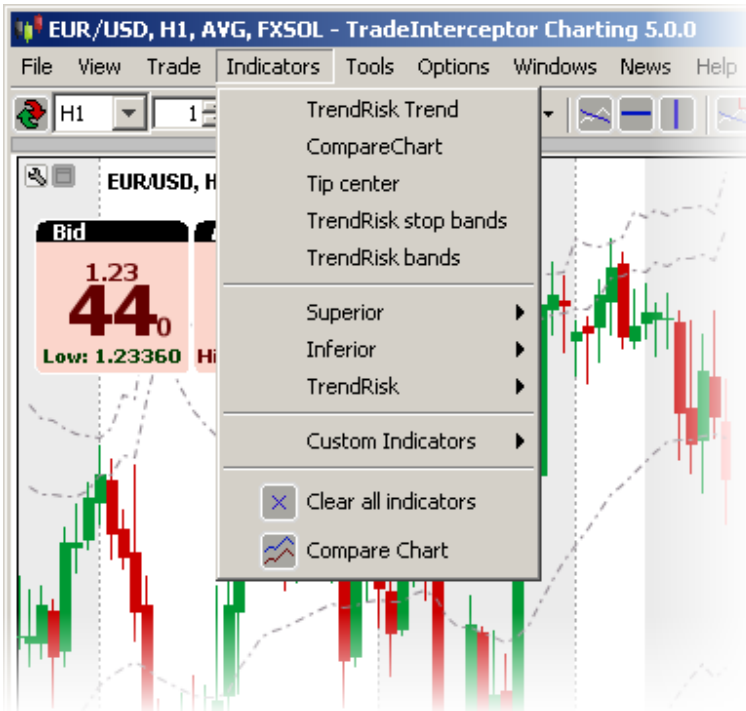 EUR/USD, H1, AVG, FXSOL - TradeInterceptor Charting 5.0.0
File View Trade Indicators Tools Options Windows News Help
H1 1
TrendRisk Trend
CompareChart
Tip center
TrendRisk stop bands
TrendRisk bands
Superior
Inferior
TrendRisk
Custom Indicators
Clear all indicators
Compare Chart
EUR/USD, H
Bid
1.23
440
Low: 1.23360 Hi